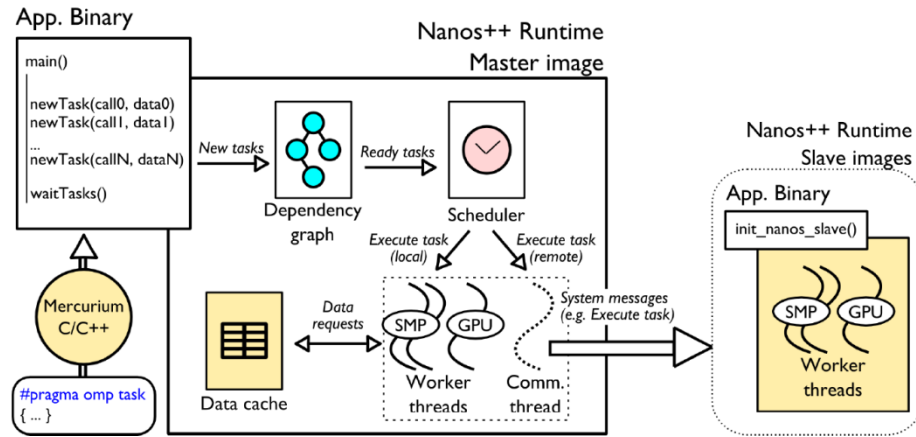 App. Binary
main()
newTask(call0, data0)
newTask(call1, data1)
...
newTask(callN, dataN)
waitTasks()
Nanos++ Runtime
Master image
New tasks
Dependency
graph
Ready tasks
Scheduler
Execute task
(local)
Execute task
(remote)
Mercurium
C/C++
#pragma omp task
{ ... }
Data cache
Data
requests
SMP
GPU
Worker
threads
Comm.
thread
System messages
(e.g. Execute task)
Nanos++ Runtime
Slave images
App. Binary
init_nanos_slave()
SMP
GPU
Worker
threads